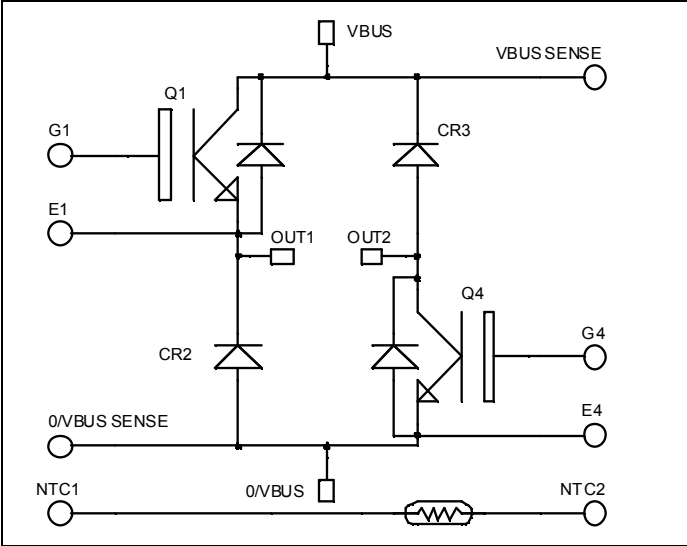 VBUS
VBUS SENSE
Q1
G1
CR3
E1
OUT1
OUT2
Q4
G4
CR2
E4
0/VBUS SENSE
NTC1
0/VBUS
NTC2